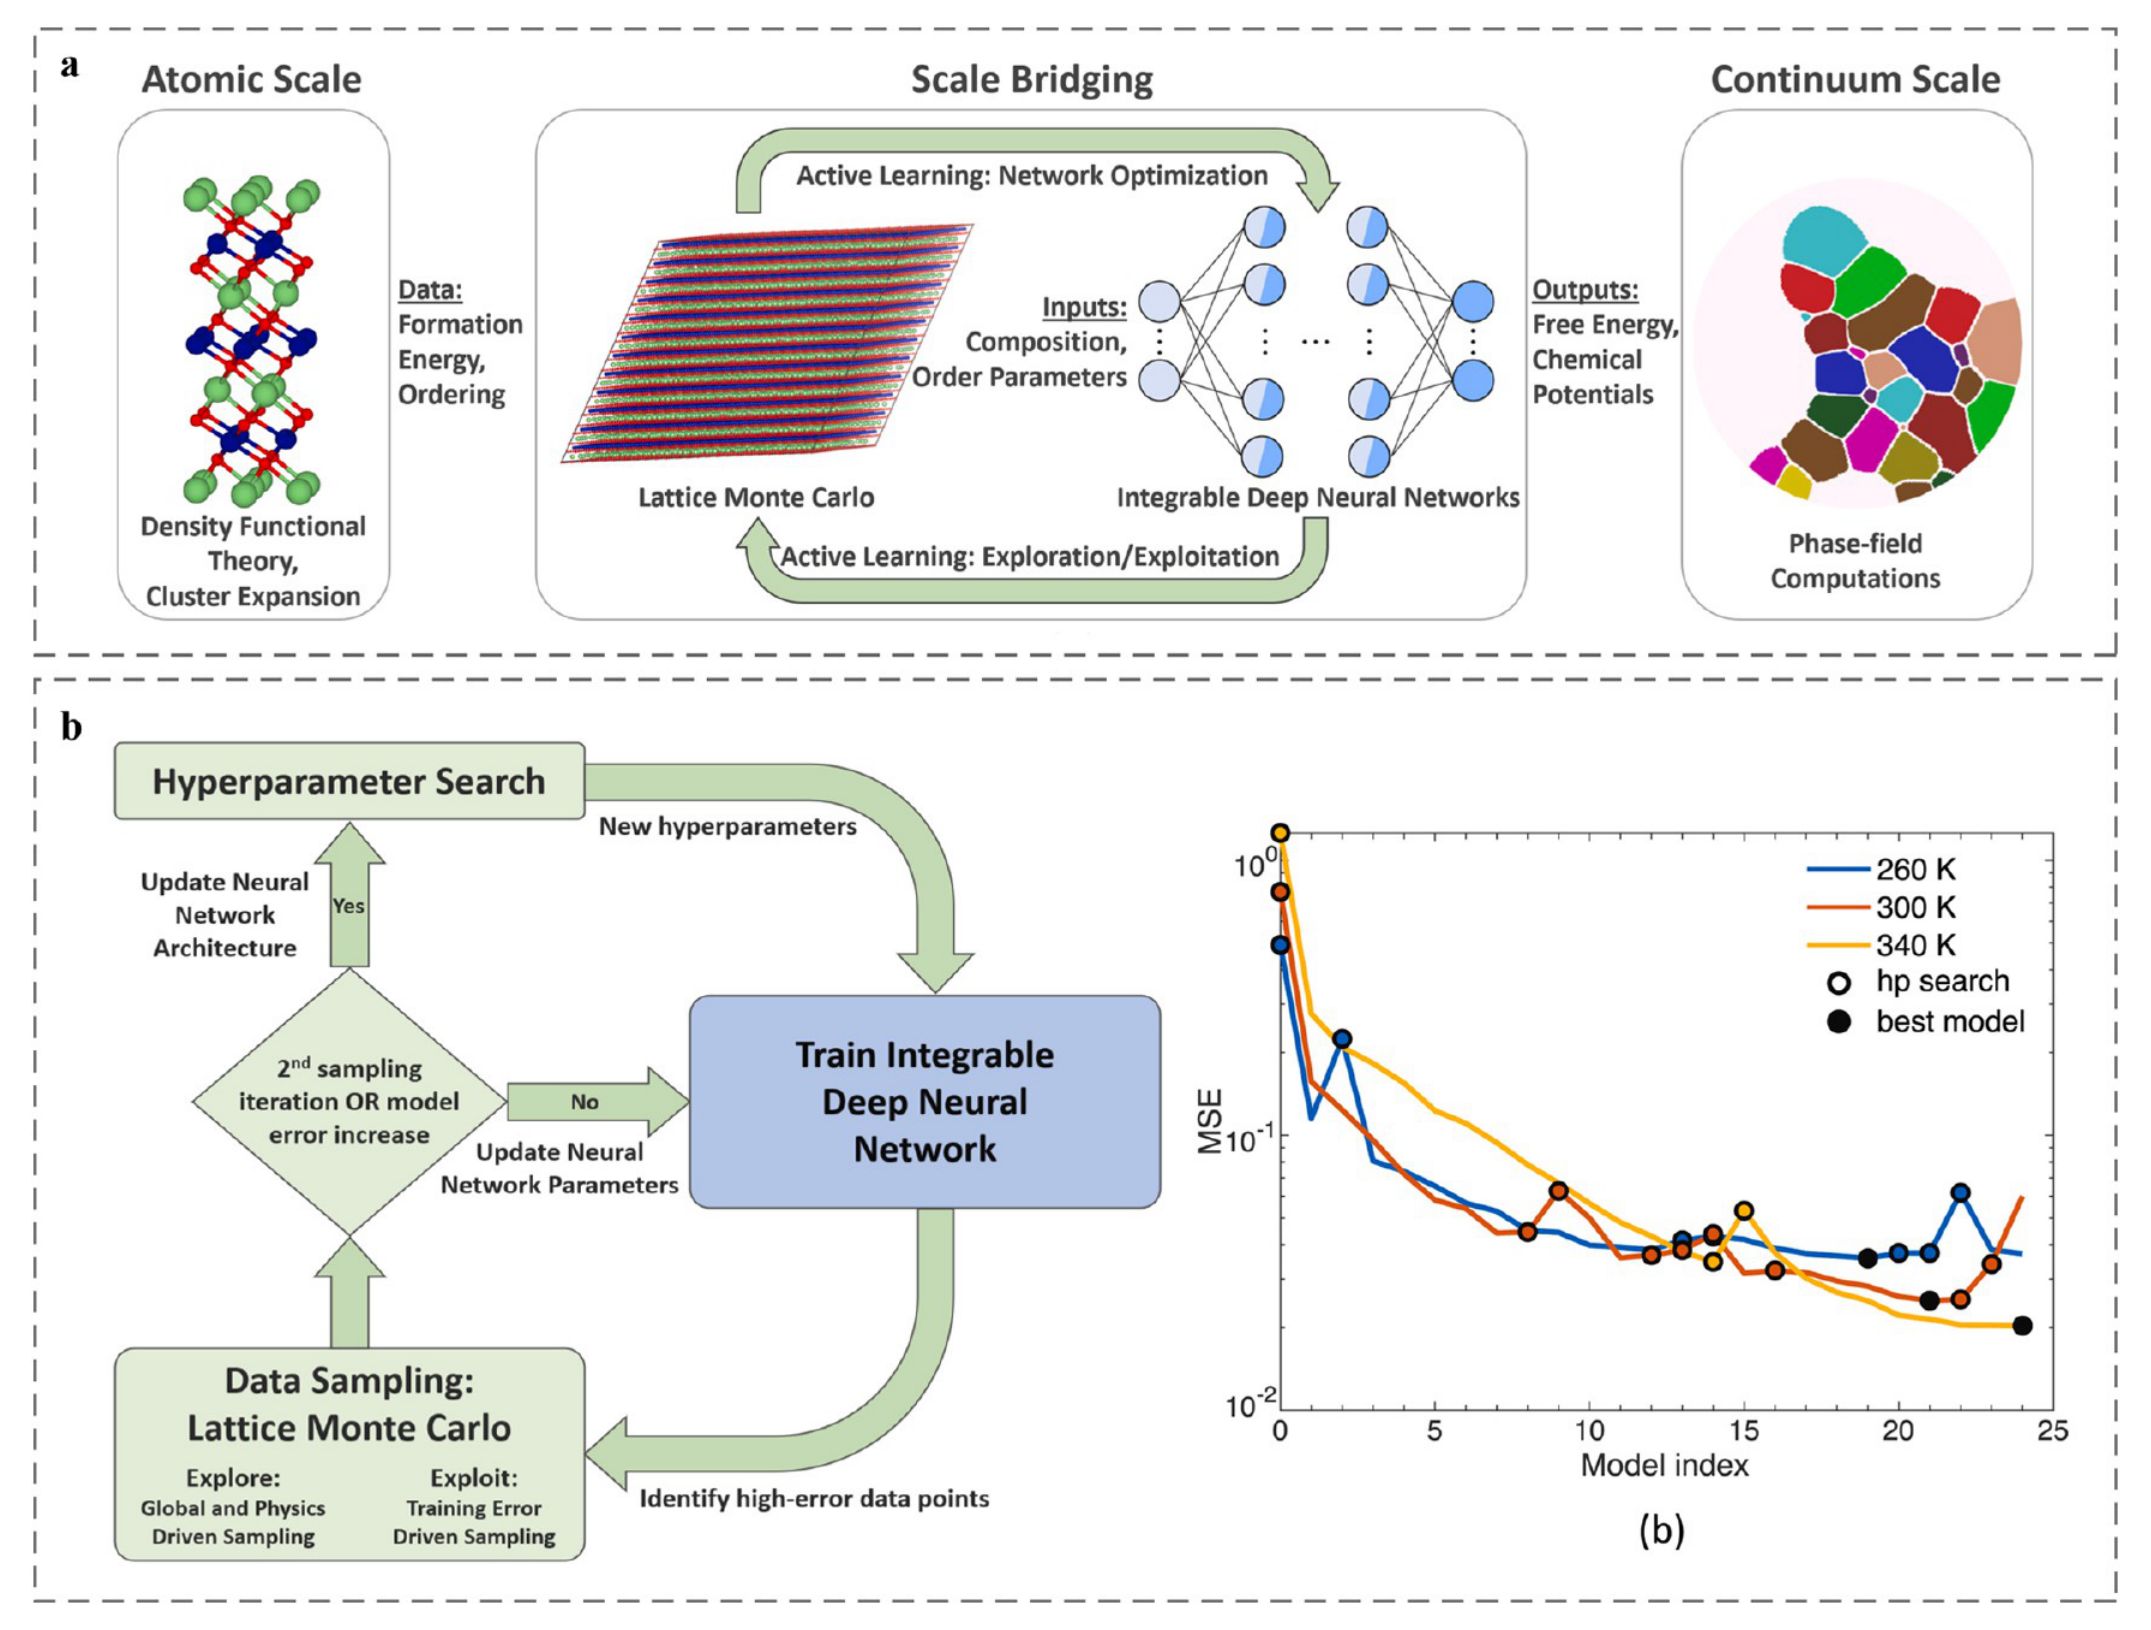 a
Atomic Scale
Scale Bridging
Continuum Scale
Density Functional
Theory,
Cluster Expansion
Data:
Formation
Energy,
Ordering
Active Learning: Network Optimization
Inputs:
Composition,
Order Parameters
Lattice Monte Carlo
Integrable Deep Neural Networks
Active Learning: Exploration/Exploitation
Outputs:
Free Energy,
Chemical
Potentials
Phase-field
Computations
b
Hyperparameter Search
New hyperparameters
Update Neural
Network
Architecture
Yes
2nd sampling
iteration OR model
error increase
No
Update Neural
Network Parameters
Train Integrable
Deep Neural
Network
Data Sampling:
Lattice Monte Carlo
Explore:
Global and Physics
Driven Sampling
Exploit:
Training Error
Driven Sampling
Identify high-error data points
260 K
300 K
340 K
hp search
best model
MSE
10^0
10^-1
10^-2
0 5 10 15 20 25
Model index
(b)